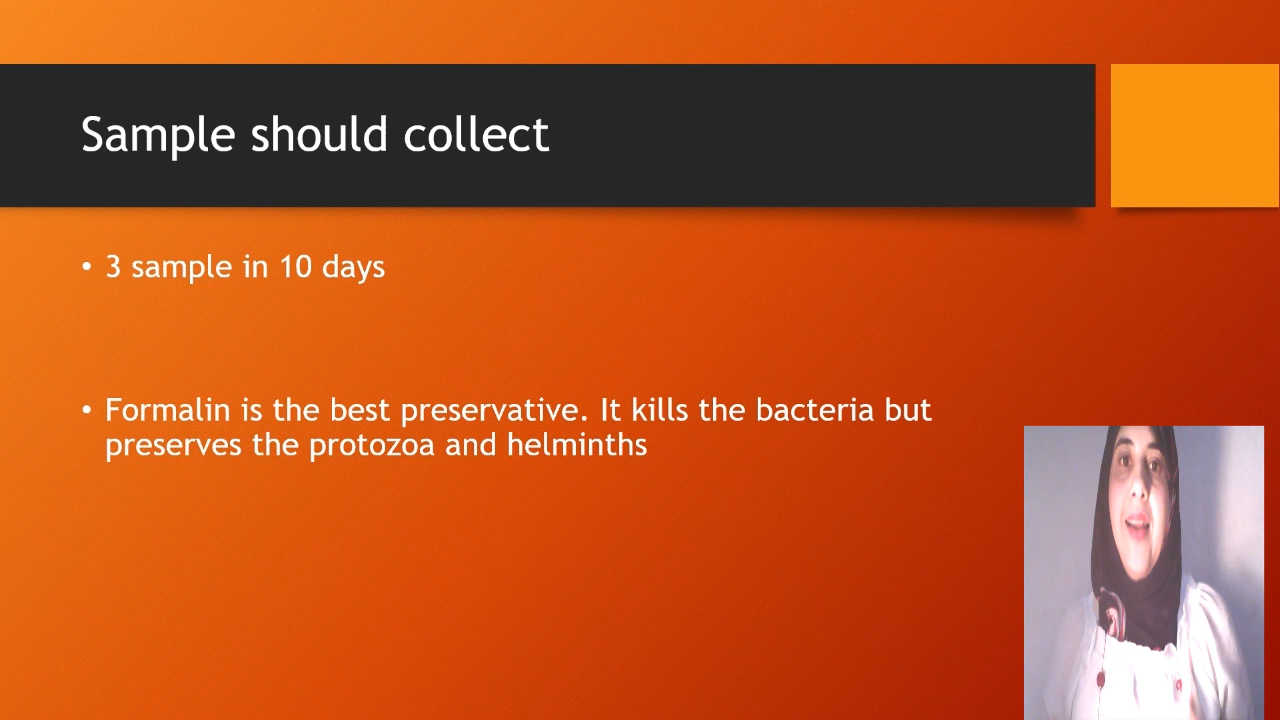 Sample should collect
• 3 sample in 10 days
• Formalin is the best preservative. It kills the bacteria but
preserves the protozoa and helminths